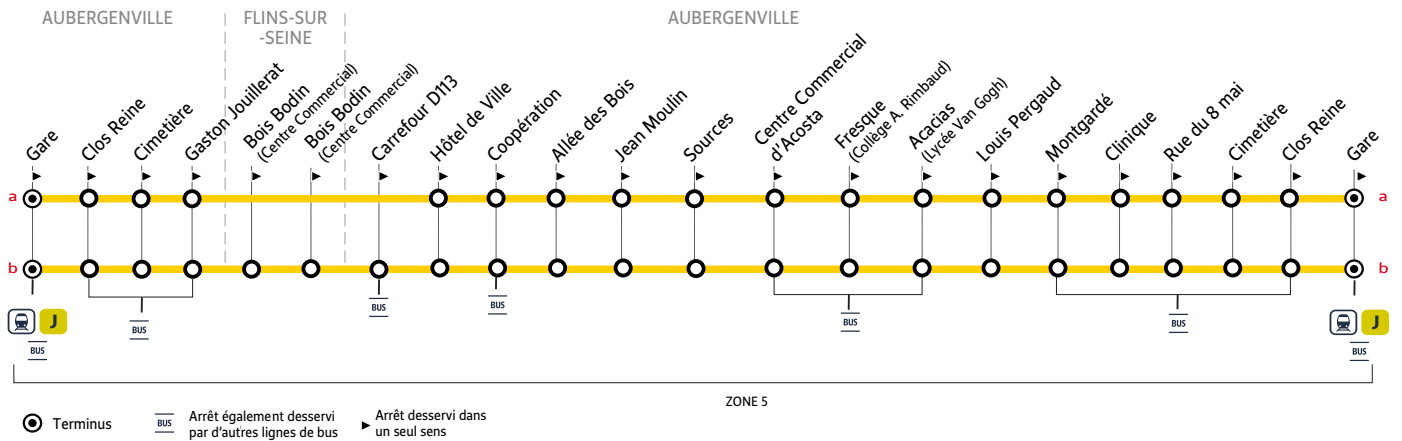 AUBERGENVILLE
FLINS-SUR
-SEINE
AUBERGENVILLE
Gare
Clos Reine
Cimetière
Gaston Jouillerat
Bois Bodin
(Centre Commercial)
Bois Bodin
(Centre Commercial)
Carrefour D113
Hôtel de Ville
Coopération
Allée des Bois
Jean Moulin
Sources
Centre Commercial
d'Acosta
Fresque
(Collège A. Rimbaud)
Acacias
(Lycée Van Gogh)
Louis Pergaud
Montgardé
Clinique
Rue du 8 mai
Cimetière
Clos Reine
Gare
a
a
b
b
J
BUS
BUS
BUS
BUS
BUS
BUS
J
BUS
ZONE 5
Terminus
BUS
Arrêt également desservi
par d'autres lignes de bus
Arrêt desservi dans
un seul sens